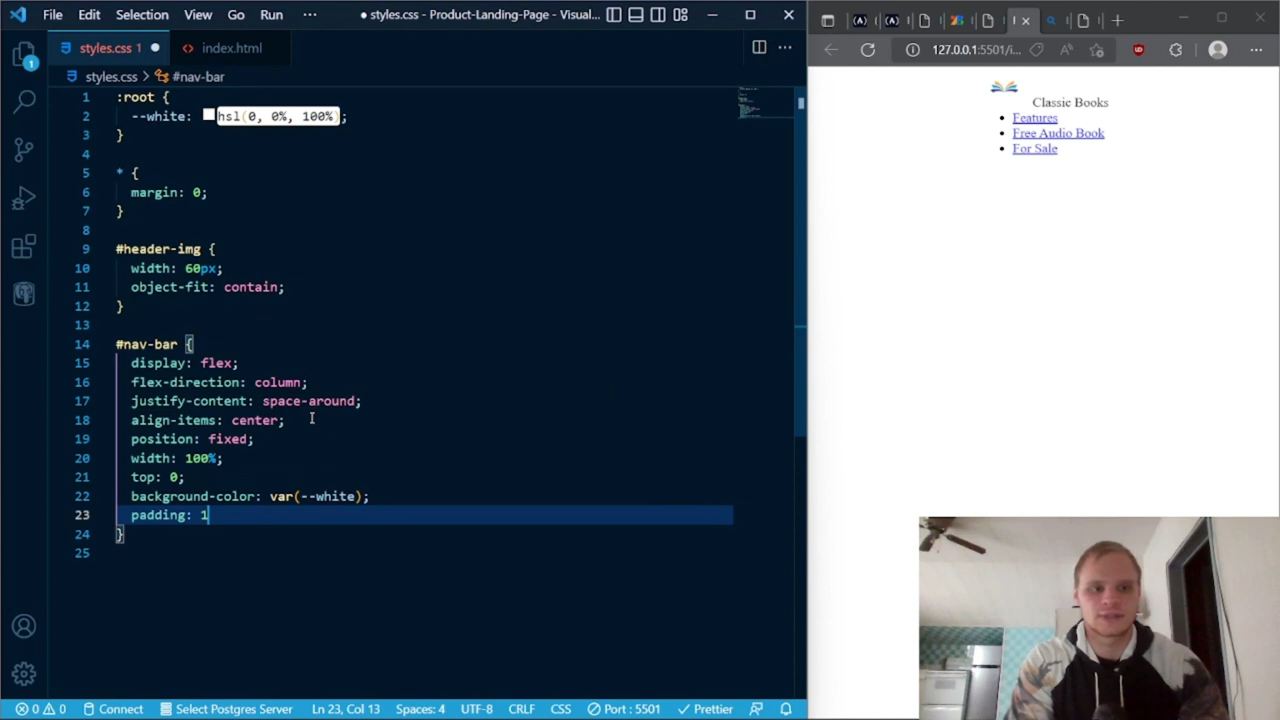 File Edit Selection View Go Run ··· ● styles.css - Product-Landing-Page - Visual...
styles.css 1 ● index.html
styles.css > #nav-bar
1 :root {
2 --white: hsl(0, 0%, 100%);
3 }
4
5 * {
6 margin: 0;
7 }
8
9 #header-img {
10 width: 60px;
11 object-fit: contain;
12 }
13
14 #nav-bar {
15 display: flex;
16 flex-direction: column;
17 justify-content: space-around;
18 align-items: center;
19 position: fixed;
20 width: 100%;
21 top: 0;
22 background-color: var(--white);
23 padding: 1
24 }
25
1
0 0 Connect Select Postgres Server Ln 23, Col 13 Spaces: 4 UTF-8 CRLF CSS Port : 5501 Prettier
127.0.0.1:5501/i...
Classic Books
• Features
• Free Audio Book
• For Sale